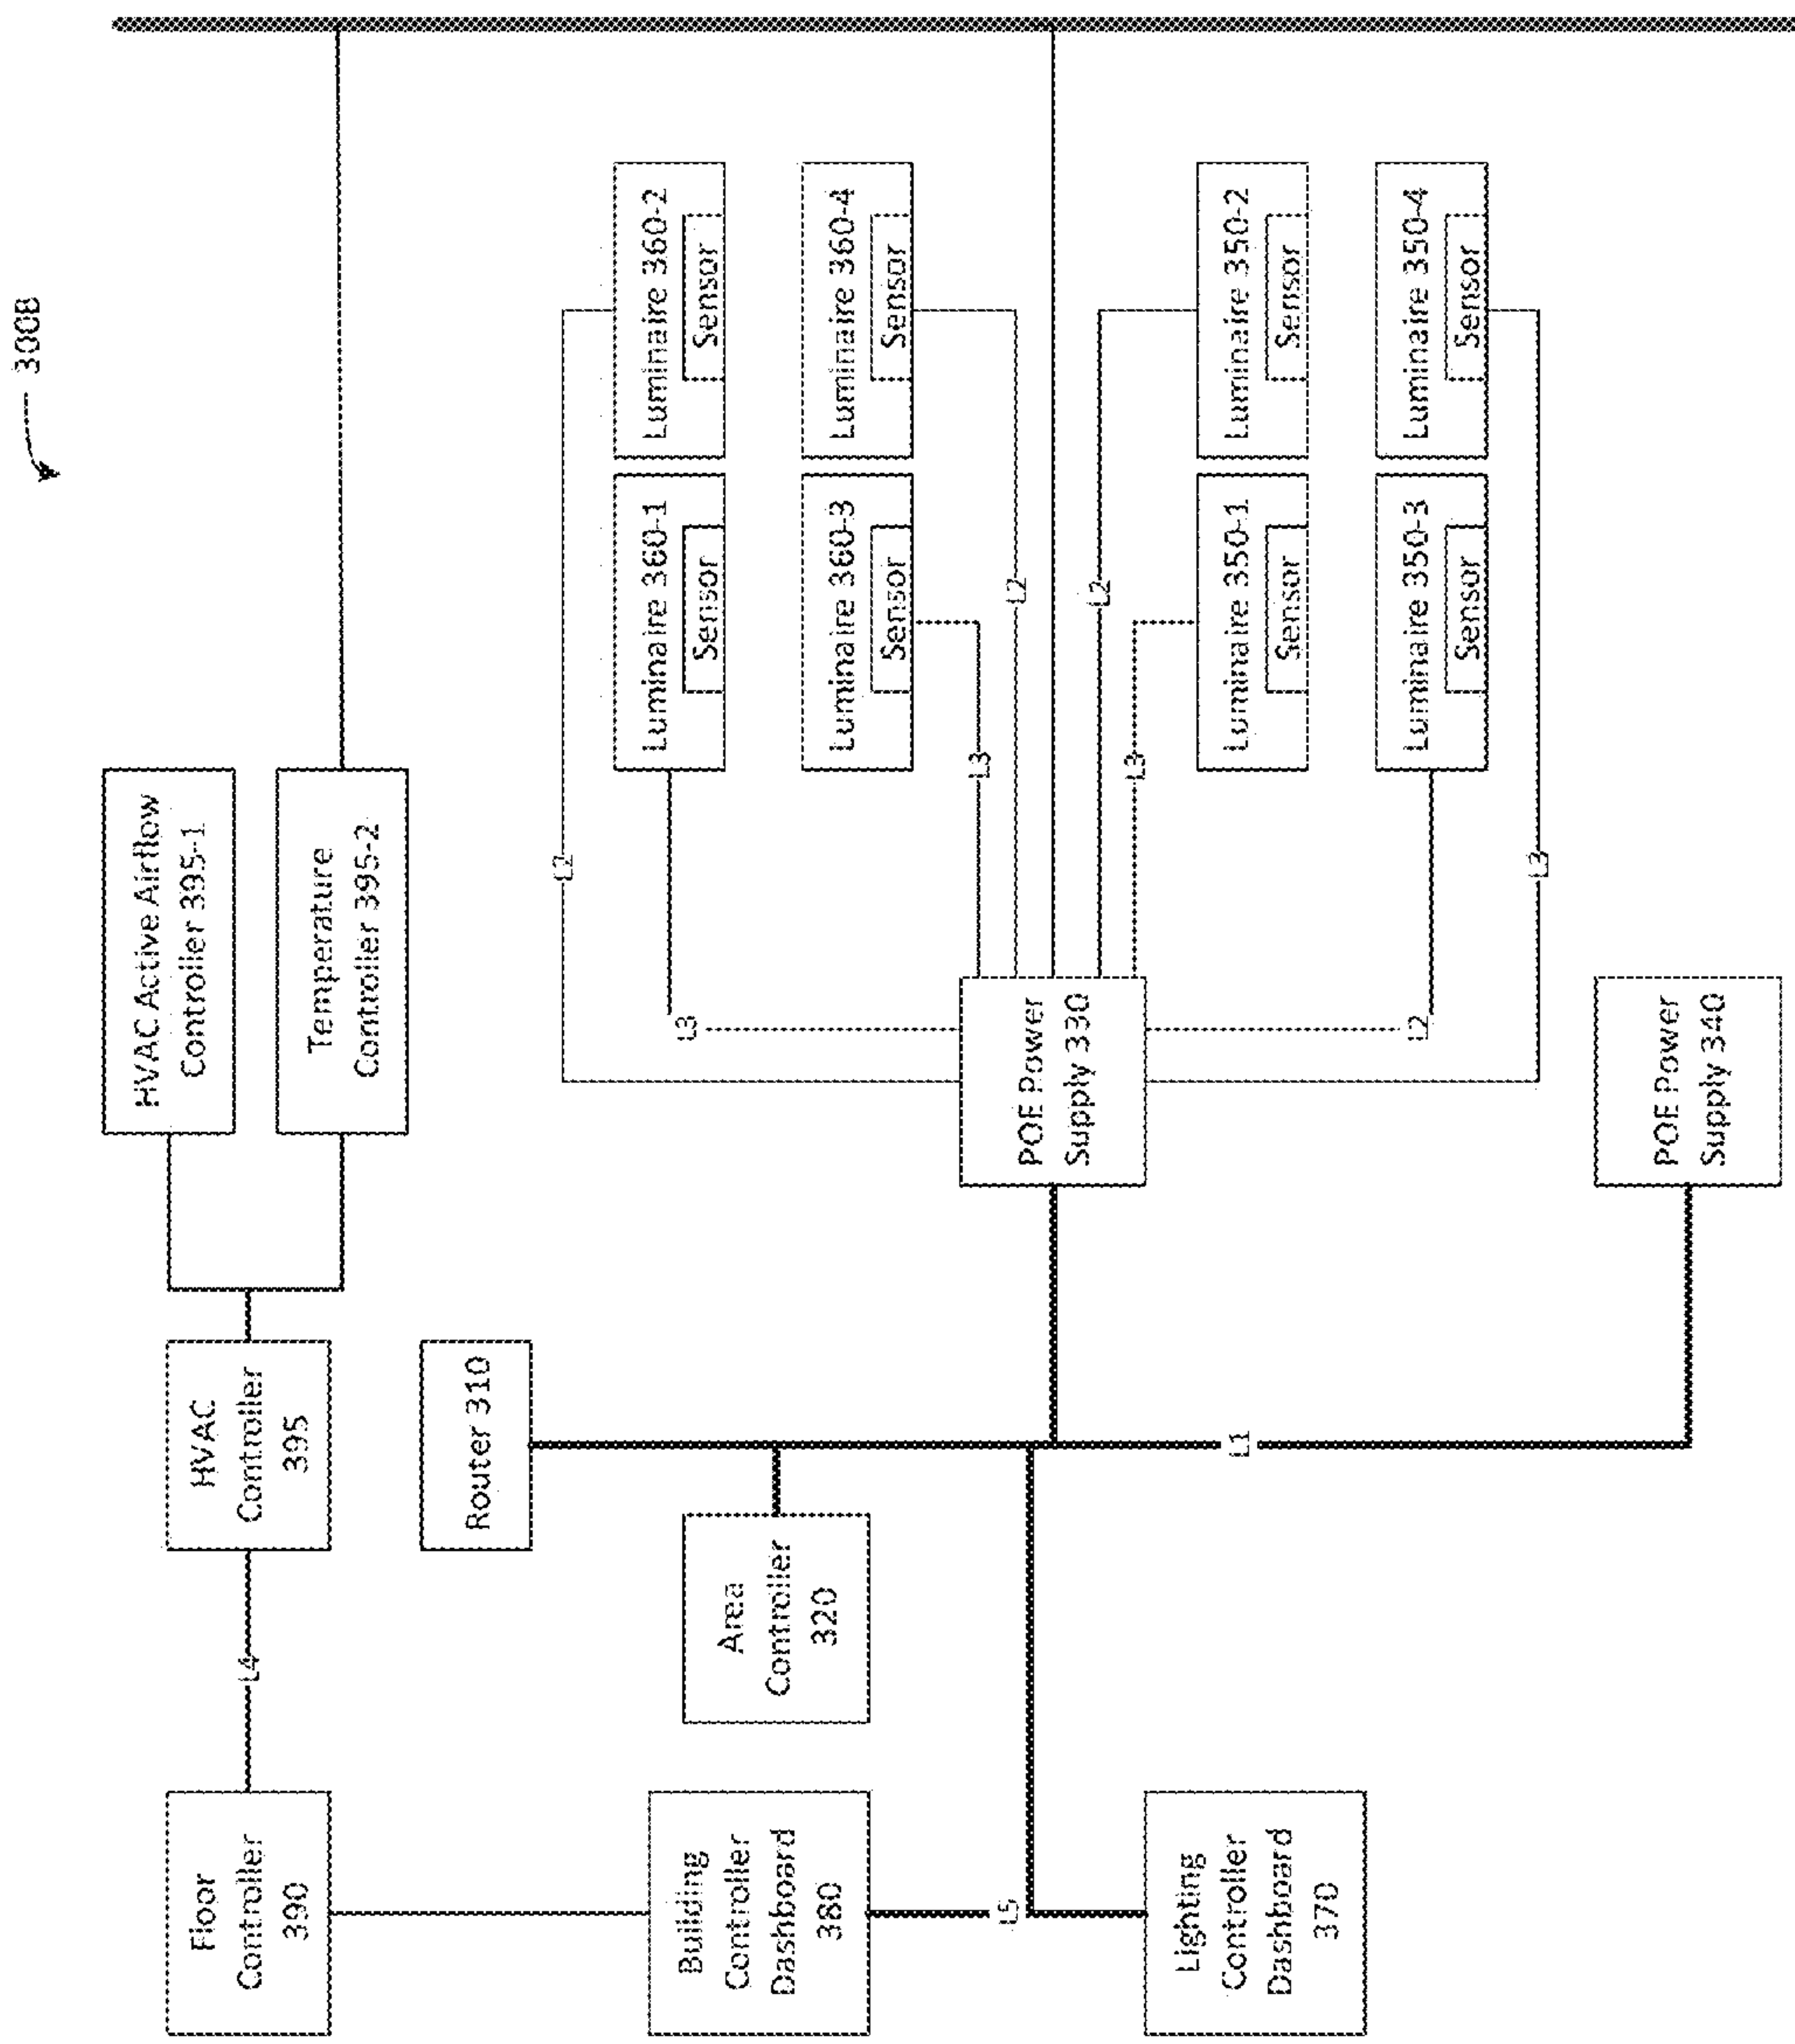 300B
Floor
Controller
390
L4
HVAC
Controller
395
HVAC Active Airflow
Controller 395-1
Temperature
Controller 395-2
Router 310
Building
Controller
Dashboard
380
Area
Controller
320
L5
Lighting
Controller
Dashboard
370
L1
POE Power
Supply 330
POE Power
Supply 340
L2
L3
Luminaire 360-1
Sensor
Luminaire 360-2
Sensor
Luminaire 360-3
Sensor
Luminaire 360-4
Sensor
L3
L2
L2
L3
Luminaire 350-1
Sensor
Luminaire 350-2
Sensor
Luminaire 350-3
Sensor
Luminaire 350-4
Sensor
L2
L3